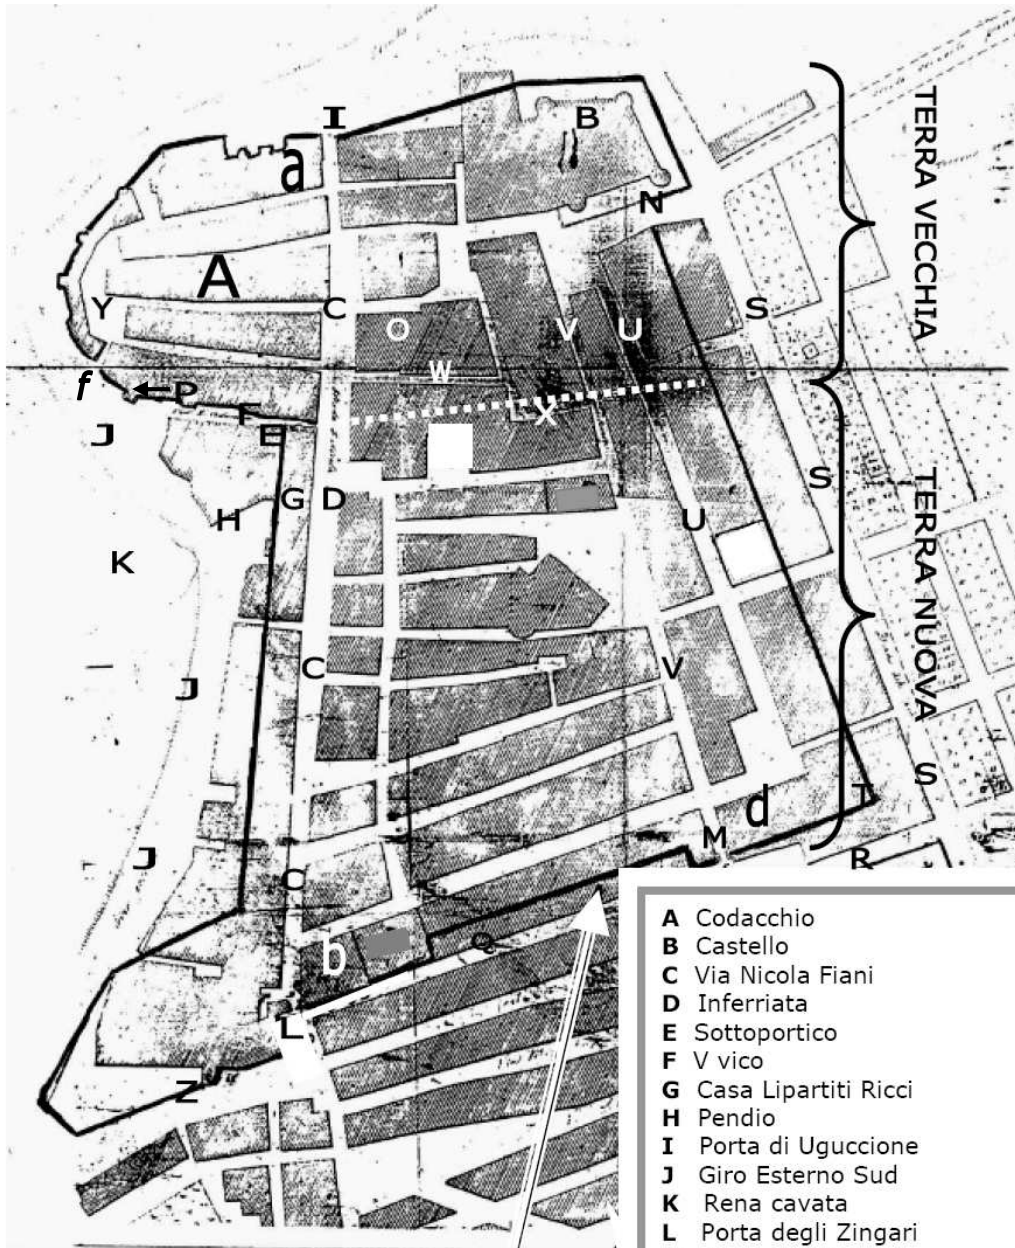 I
B
a
N
TERRA VECCHIA
A
Y
C
O
V
U
S
W
f
P
J
F
E
X
G
D
S
H
U
K
TERRA NUOVA
C
V
J
S
d
T
M
J
R
C
b
Q
L
Z
A Codacchio
B Castello
C Via Nicola Fiani
D Inferriata
E Sottoportico
F V vico
G Casa Lipartiti Ricci
H Pendio
I Porta di Uguccione
J Giro Esterno Sud
K Rena cavata
L Porta degli Zingari